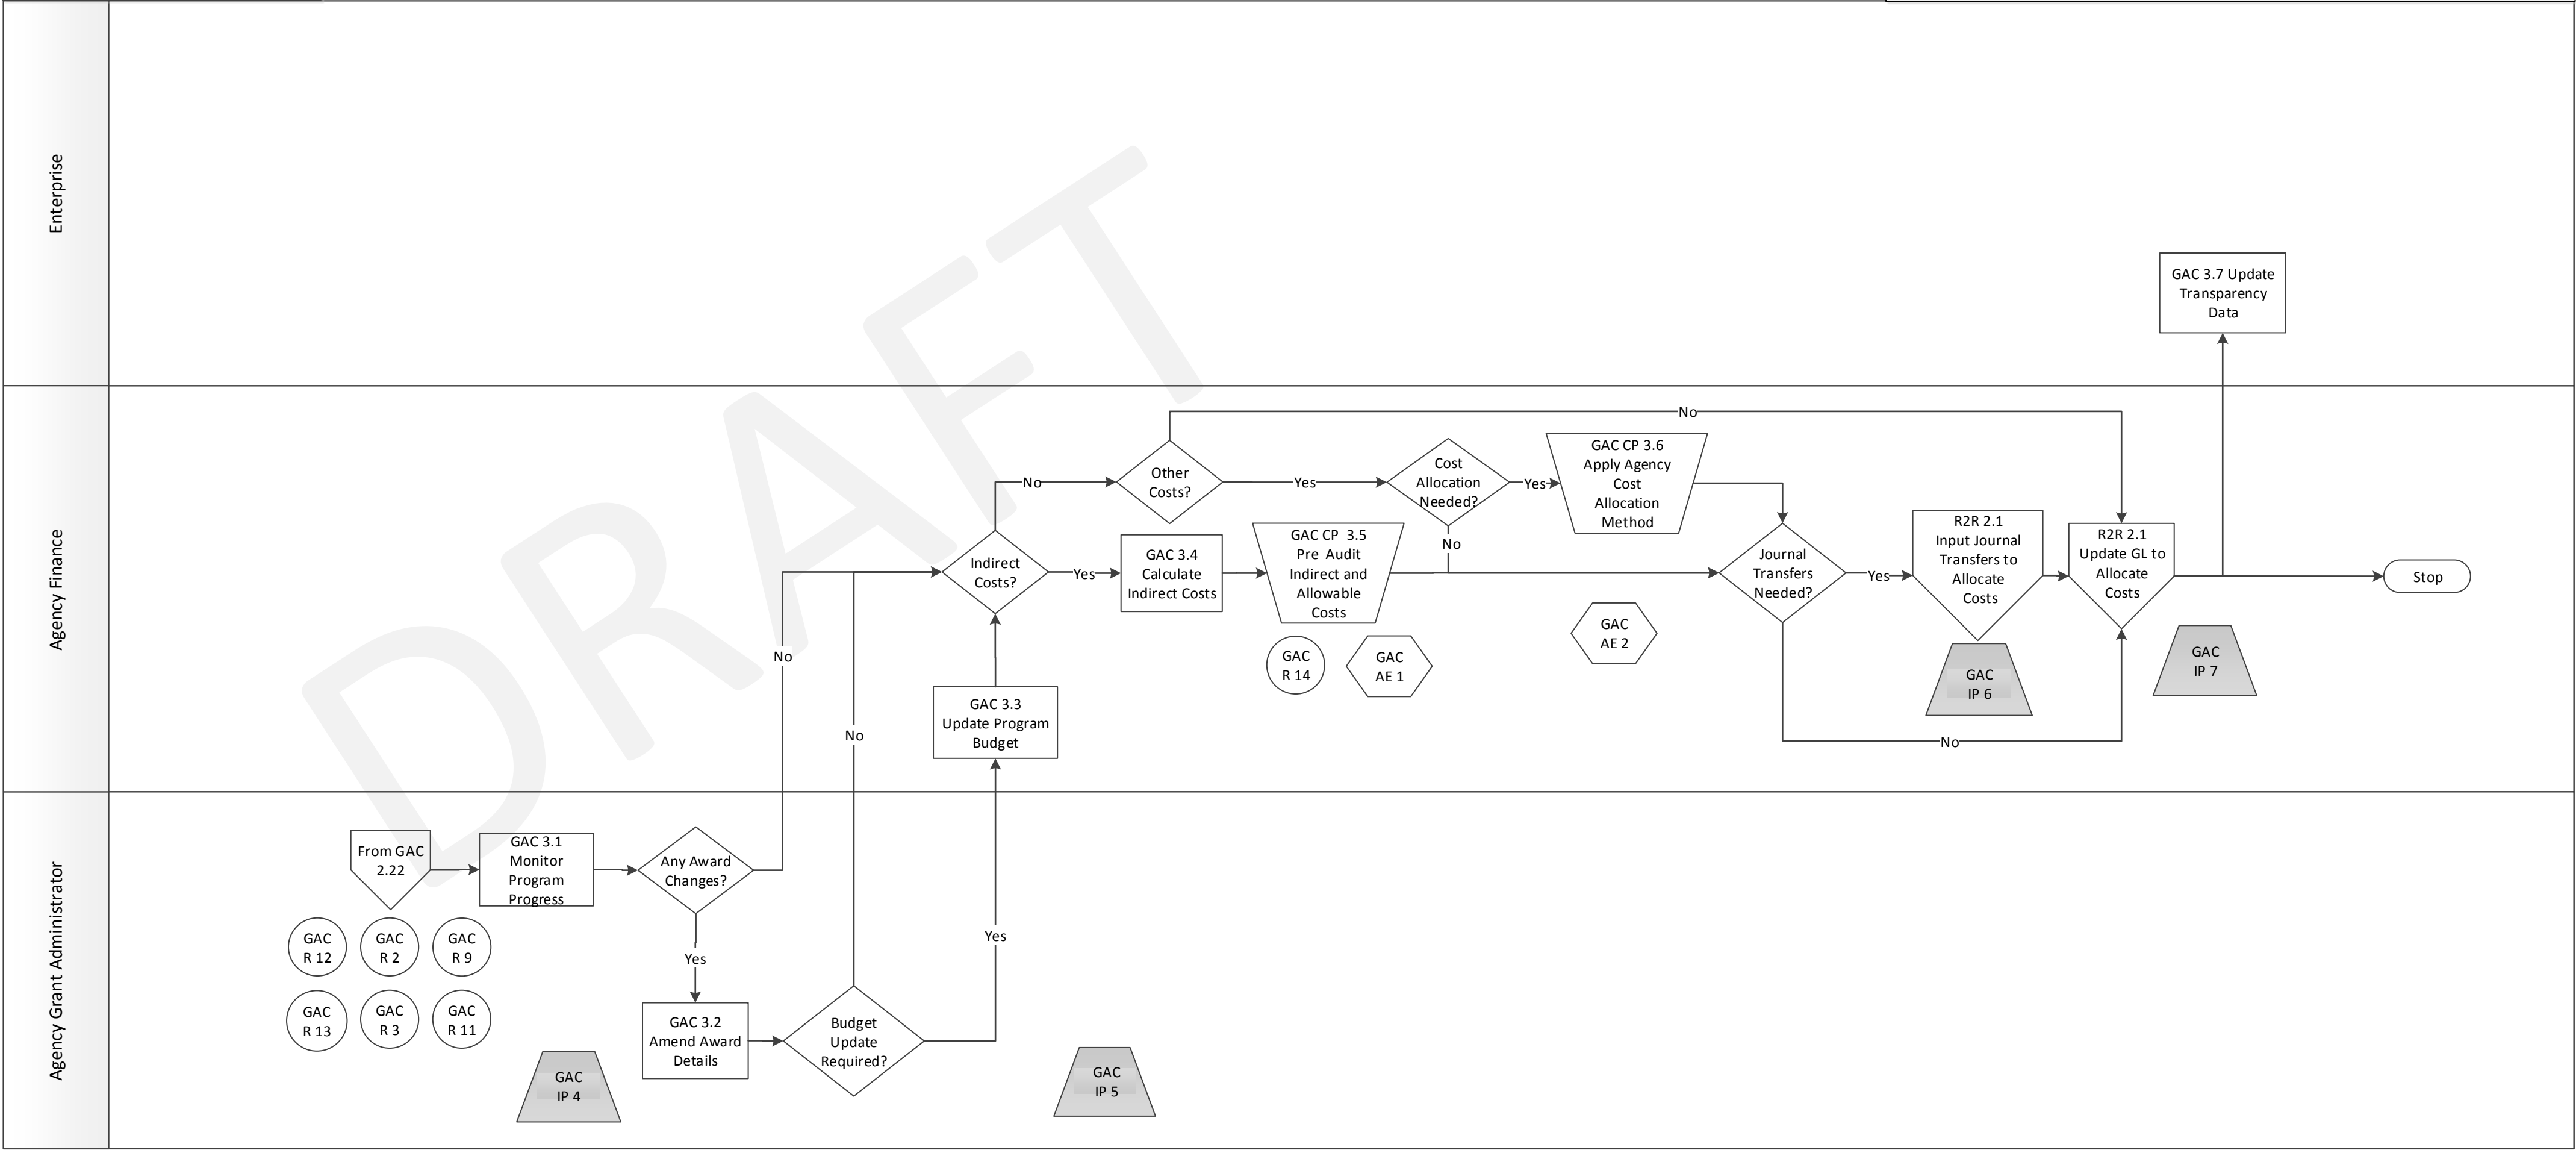 Enterprise
GAC 3.7 Update
Transparency
Data
Agency Finance
No
Other
Costs?
No
Yes
Cost
Allocation
Needed?
Yes
GAC CP 3.6
Apply Agency
Cost
Allocation
Method
No
Indirect
Costs?
Yes
GAC 3.4
Calculate
Indirect Costs
GAC CP 3.5
Pre Audit
Indirect and
Allowable
Costs
Journal
Transfers
Needed?
Yes
R2R 2.1
Input Journal
Transfers to
Allocate
Costs
R2R 2.1
Update GL to
Allocate
Costs
Stop
GAC
R 14
GAC
AE 1
GAC
AE 2
GAC
IP 6
GAC
IP 7
No
No
No
GAC 3.3
Update Program
Budget
Agency Grant Administrator
From GAC
2.22
GAC 3.1
Monitor
Program
Progress
Any Award
Changes?
Yes
Yes
GAC
R 12
GAC
R 2
GAC
R 9
GAC
R 13
GAC
R 3
GAC
R 11
GAC 3.2
Amend Award
Details
Budget
Update
Required?
GAC
IP 4
GAC
IP 5
DRAFT